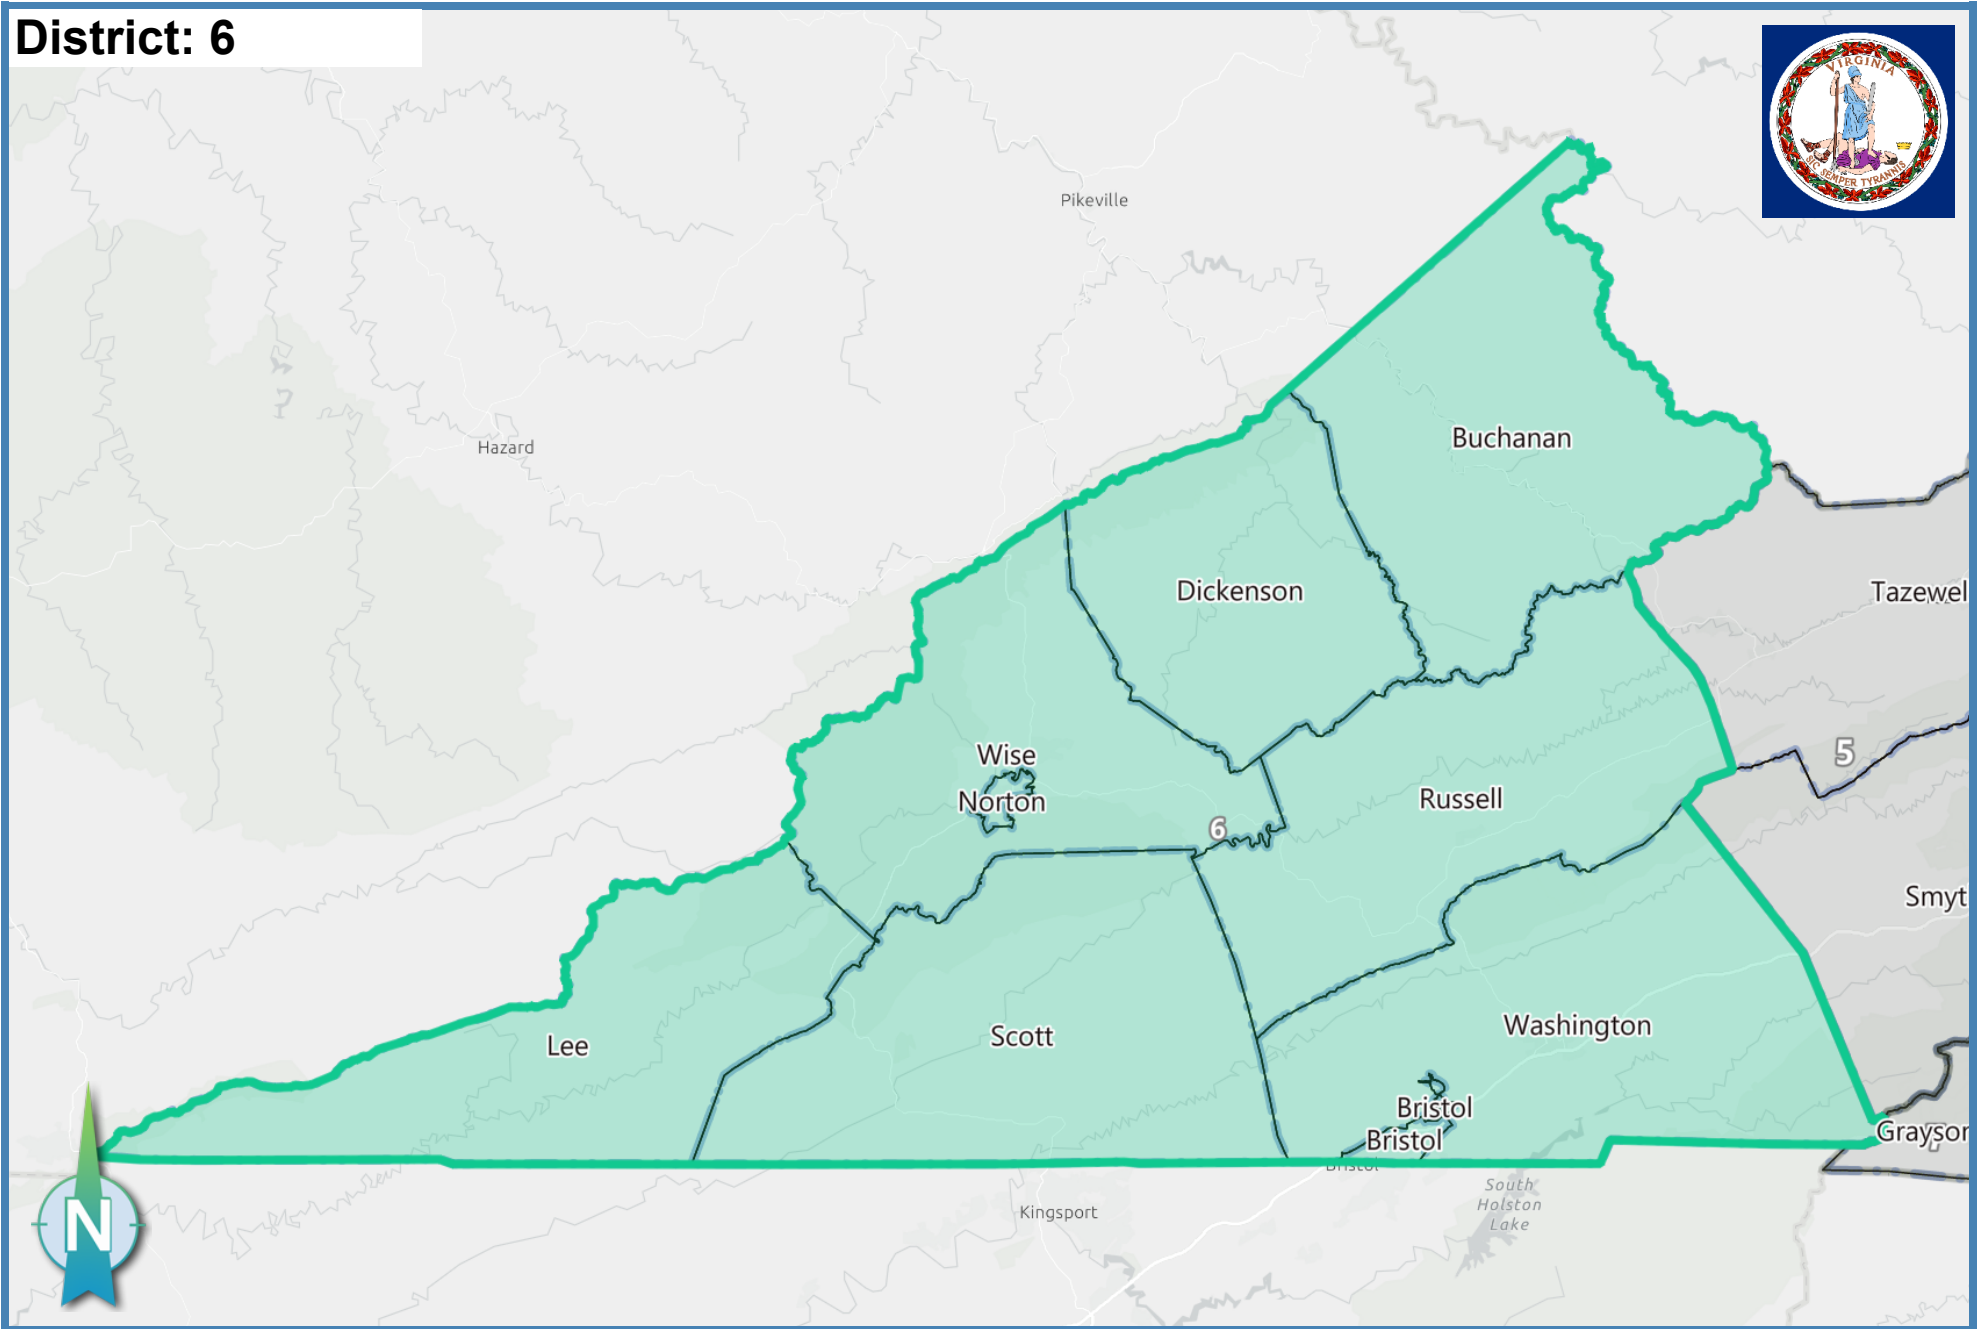 District: 6
VIRGINIA
SIC SEMPER TYRANNIS
Pikeville
Buchanan
Hazard
Dickenson
Tazewel
5
Wise
Norton
Russell
6
Smyt
Washington
Scott
Lee
Bristol
Bristol
Grayson
Bristol
South
Holston
Lake
Kingsport
N